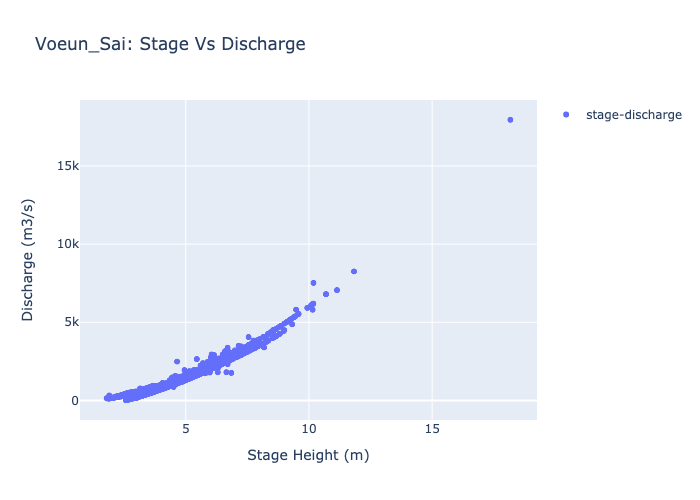 Voeun_Sai: Stage Vs Discharge
stage-discharge
15k
10k
5k
0
5
10
15
Discharge (m3/s)
Stage Height (m)